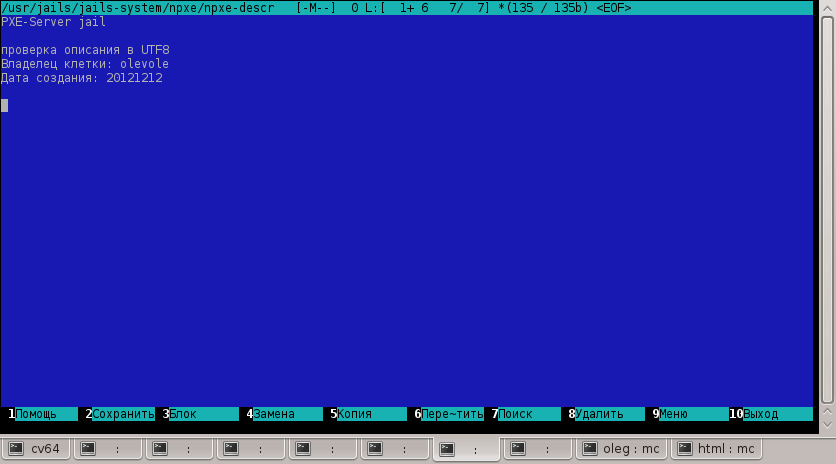 /usr/jails/jails-system/npxe/npxe-descr [-M--] 0 L:[ 1+ 6 7/ 7] *(135 / 135b) <EOF>
PXE-Server jail
проверка описания в UTF8
Владелец клетки: olevole
Дата создания: 20121212
1Помощь 2Сохранить 3Блок 4Замена 5Копия 6Пере~тить 7Поиск 8Удалить 9Меню 10Выход
cv64 : : : : : : : oleg : mc html : mc